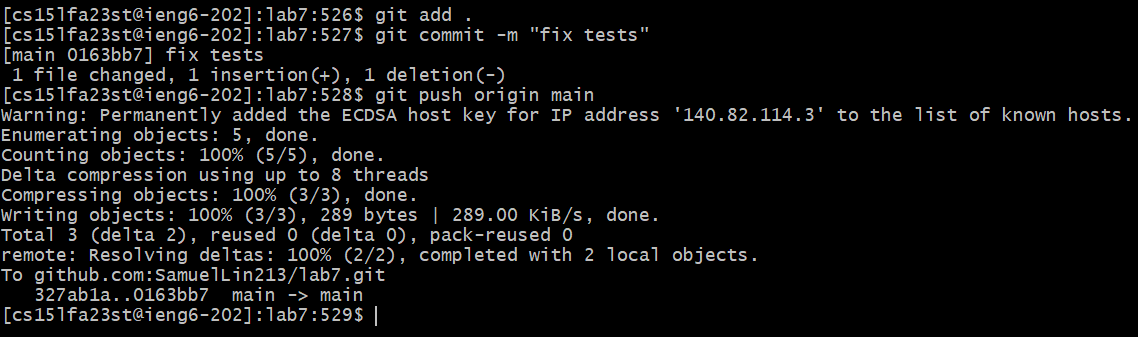 [cs15lfa23st@ieng6-202]:lab7:526$ git add .
[cs15lfa23st@ieng6-202]:lab7:527$ git commit -m "fix tests"
[main 0163bb7] fix tests
 1 file changed, 1 insertion(+), 1 deletion(-)
[cs15lfa23st@ieng6-202]:lab7:528$ git push origin main
Warning: Permanently added the ECDSA host key for IP address '140.82.114.3' to the list of known hosts.
Enumerating objects: 5, done.
Counting objects: 100% (5/5), done.
Delta compression using up to 8 threads
Compressing objects: 100% (3/3), done.
Writing objects: 100% (3/3), 289 bytes | 289.00 KiB/s, done.
Total 3 (delta 2), reused 0 (delta 0), pack-reused 0
remote: Resolving deltas: 100% (2/2), completed with 2 local objects.
To github.com:SamuelLin213/lab7.git
   327ab1a..0163bb7  main -> main
[cs15lfa23st@ieng6-202]:lab7:529$